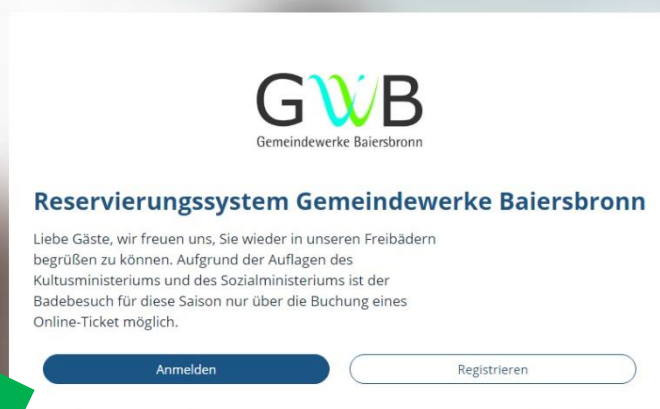 GWB
Gemeindewerke Baiersbronn
Reservierungssystem Gemeindewerke Baiersbronn
Liebe Gäste, wir freuen uns, Sie wieder in unseren Freibädern
begrüßen zu können. Aufgrund der Auflagen des
Kultusministeriums und des Sozialministeriums ist der
Badebesuch für diese Saison nur über die Buchung eines
Online-Ticket möglich.
Anmelden Registrieren